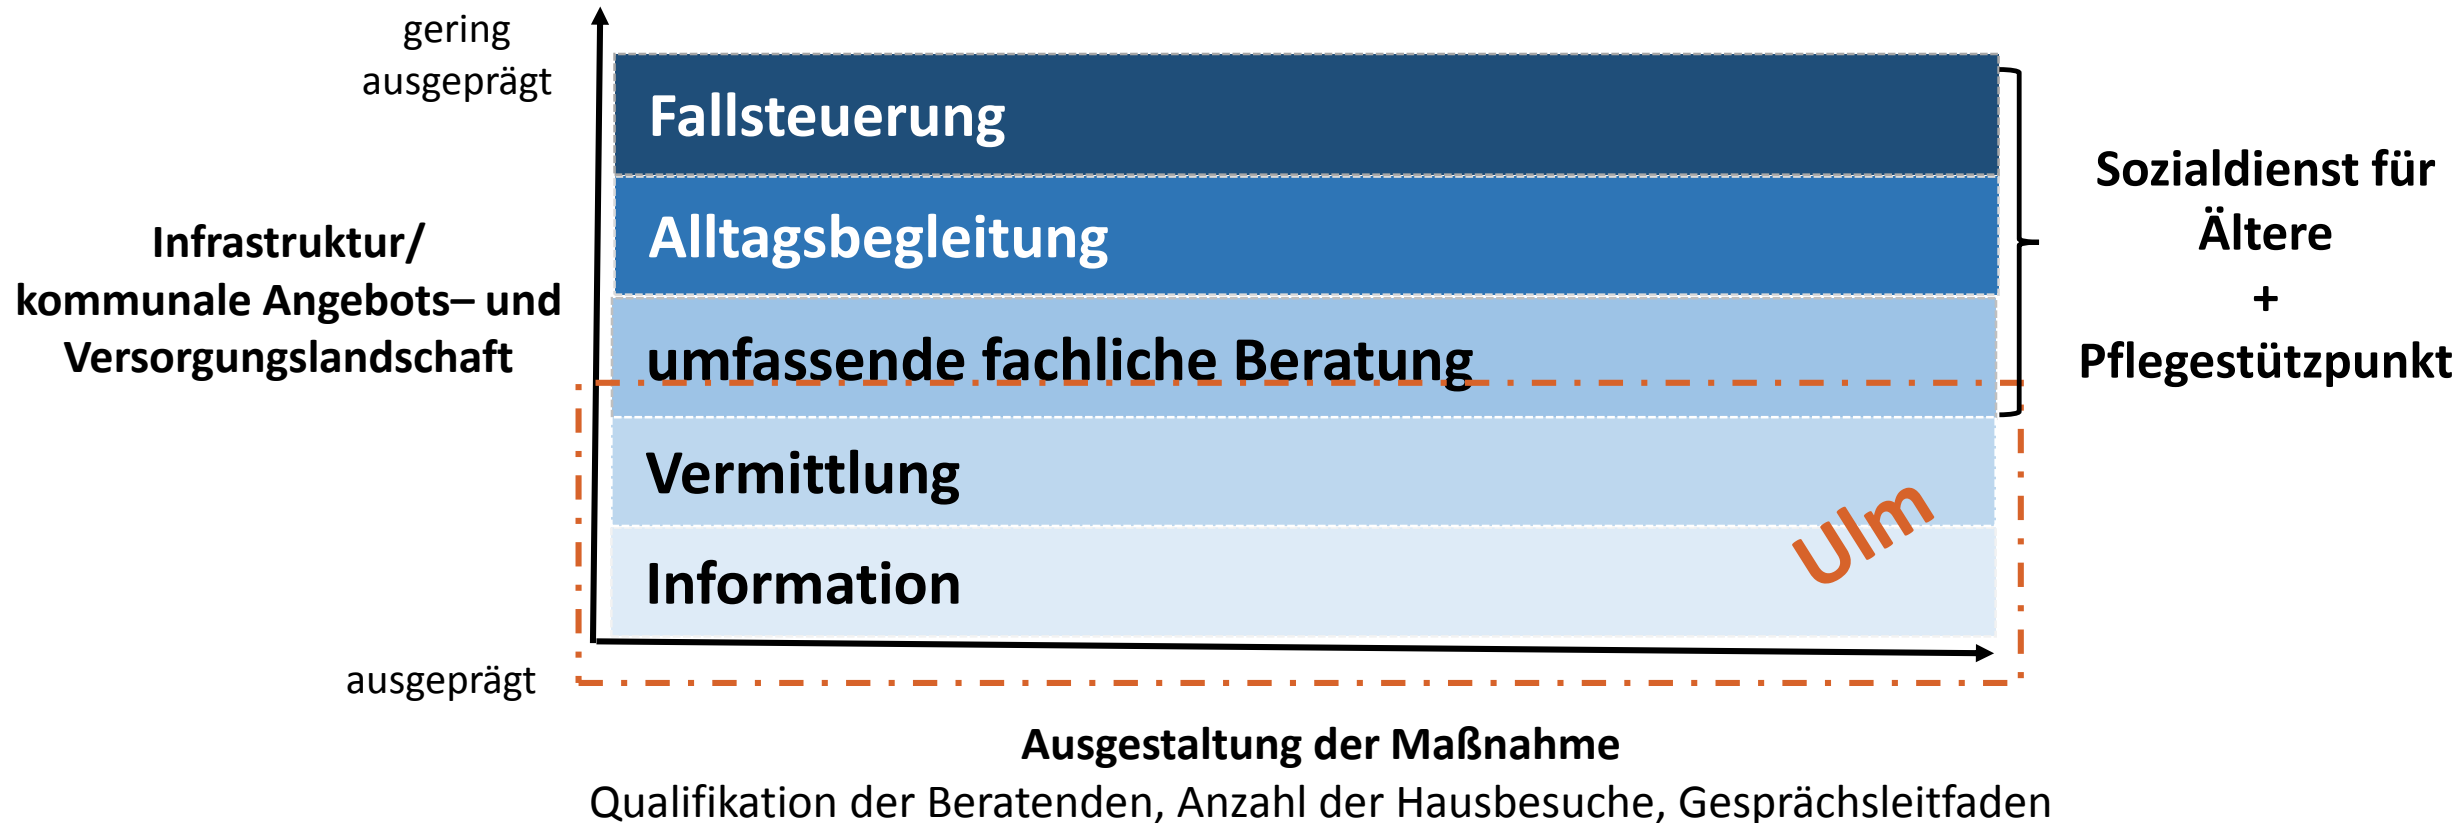 gering
ausgeprägt
Fallsteuerung
Alltagsbegleitung
umfassende fachliche Beratung
Vermittlung
Information
Infrastruktur/
kommunale Angebots– und
Versorgungslandschaft
Sozialdienst für
Ältere
+
Pflegestützpunkt
Ulm
ausgeprägt
Ausgestaltung der Maßnahme
Qualifikation der Beratenden, Anzahl der Hausbesuche, Gesprächsleitfaden